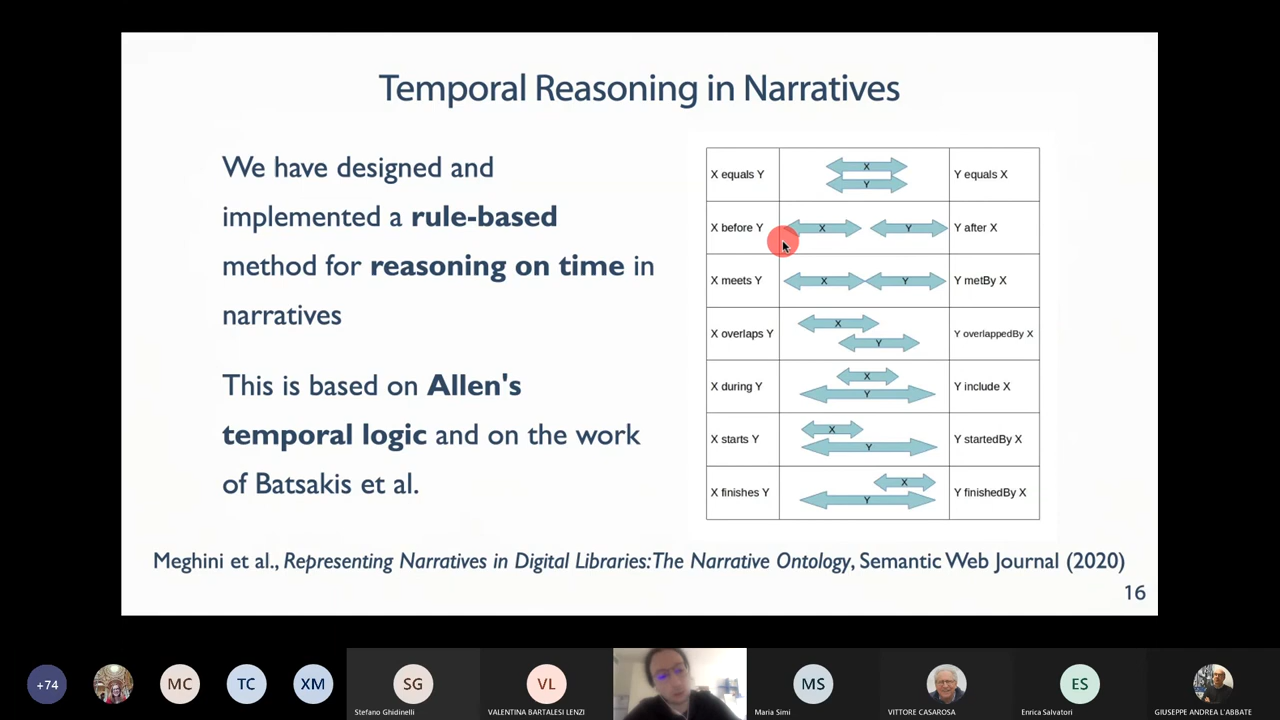 Temporal Reasoning in Narratives
We have designed and
implemented a rule-based
method for reasoning on time in
narratives
This is based on Allen's
temporal logic and on the work
of Batsakis et al.
X equals Y
X
Y
Y equals X
X before Y
X
Y
Y after X
X meets Y
X
Y
Y metBy X
X overlaps Y
X
Y
Y overlappedBy X
X during Y
X
Y
Y include X
X starts Y
X
Y
Y startedBy X
X finishes Y
X
Y
Y finishedBy X
Meghini et al., Representing Narratives in Digital Libraries: The Narrative Ontology, Semantic Web Journal (2020)
16
+74
MC
TC
XM
SG
Stefano Ghidinelli
VL
VALENTINA BARTALESI LENZI
MS
Maria Simi
VITTORE CASAROSA
ES
Enrica Salvatori
GIUSEPPE ANDREA L'ABBATE